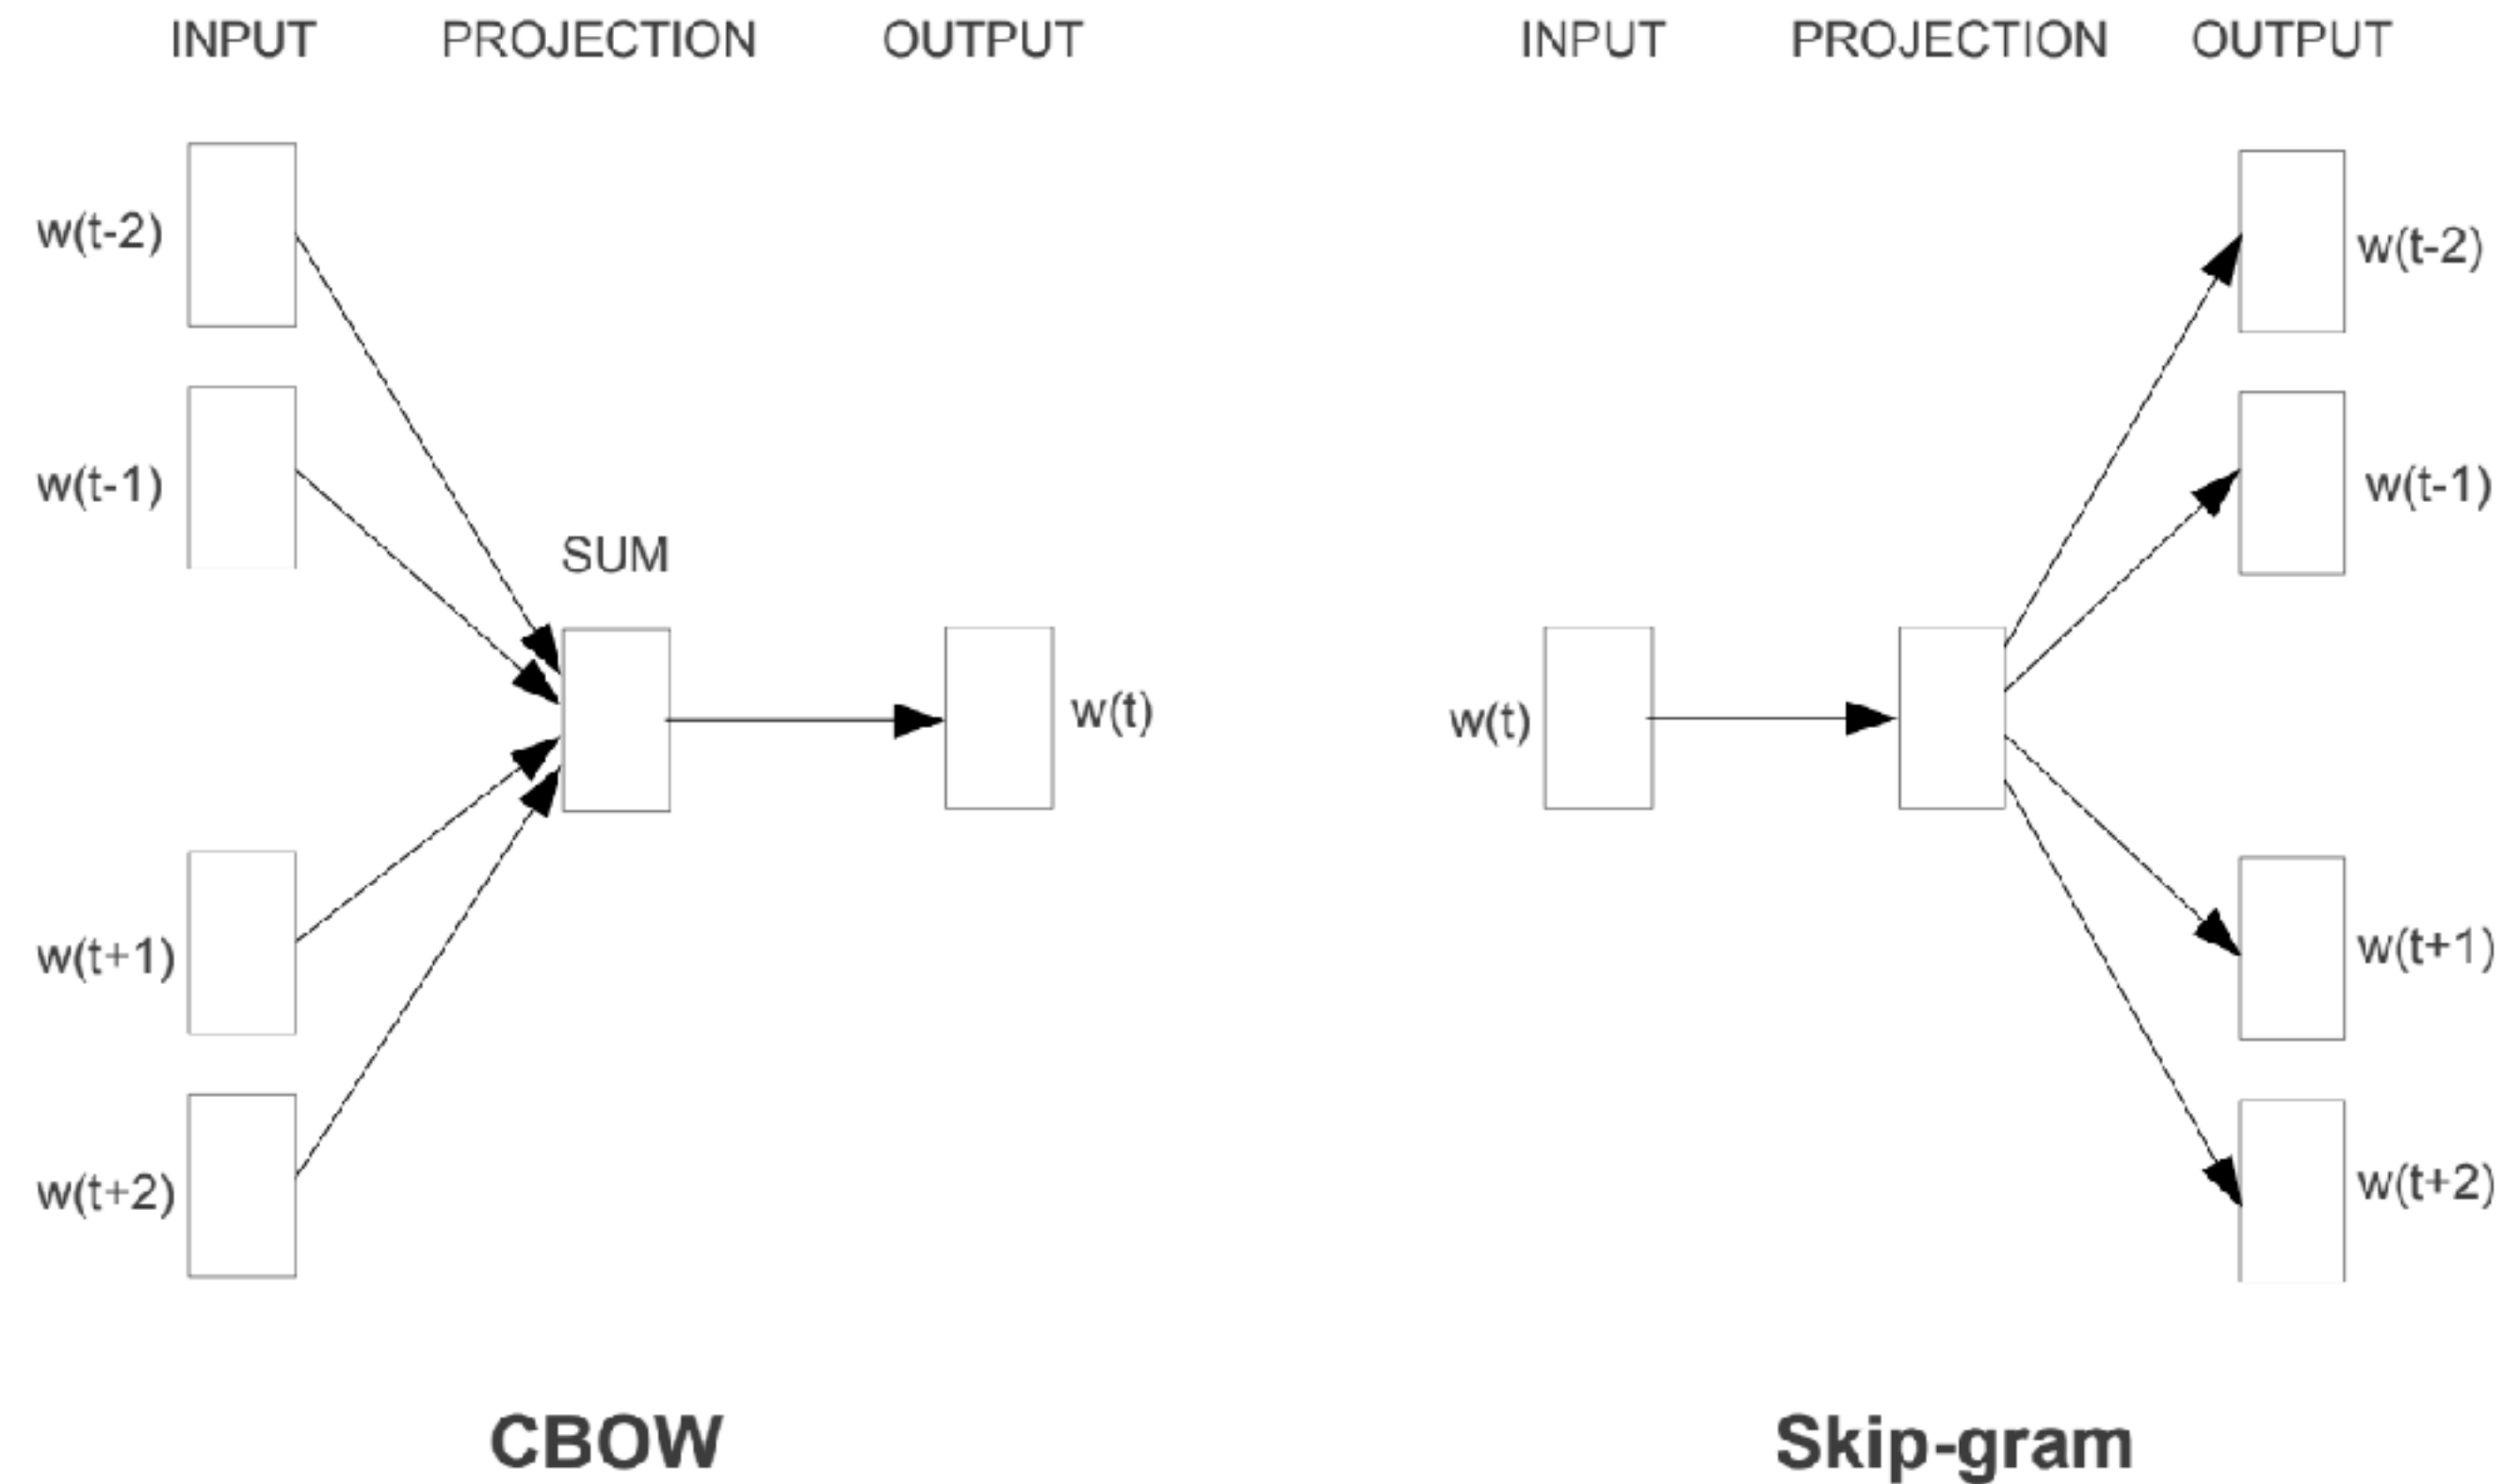 INPUT PROJECTION OUTPUT
w(t-2)
w(t-1)
SUM
w(t)
w(t+1)
w(t+2)
CBOW
INPUT PROJECTION OUTPUT
w(t-2)
w(t-1)
w(t)
w(t+1)
w(t+2)
Skip-gram